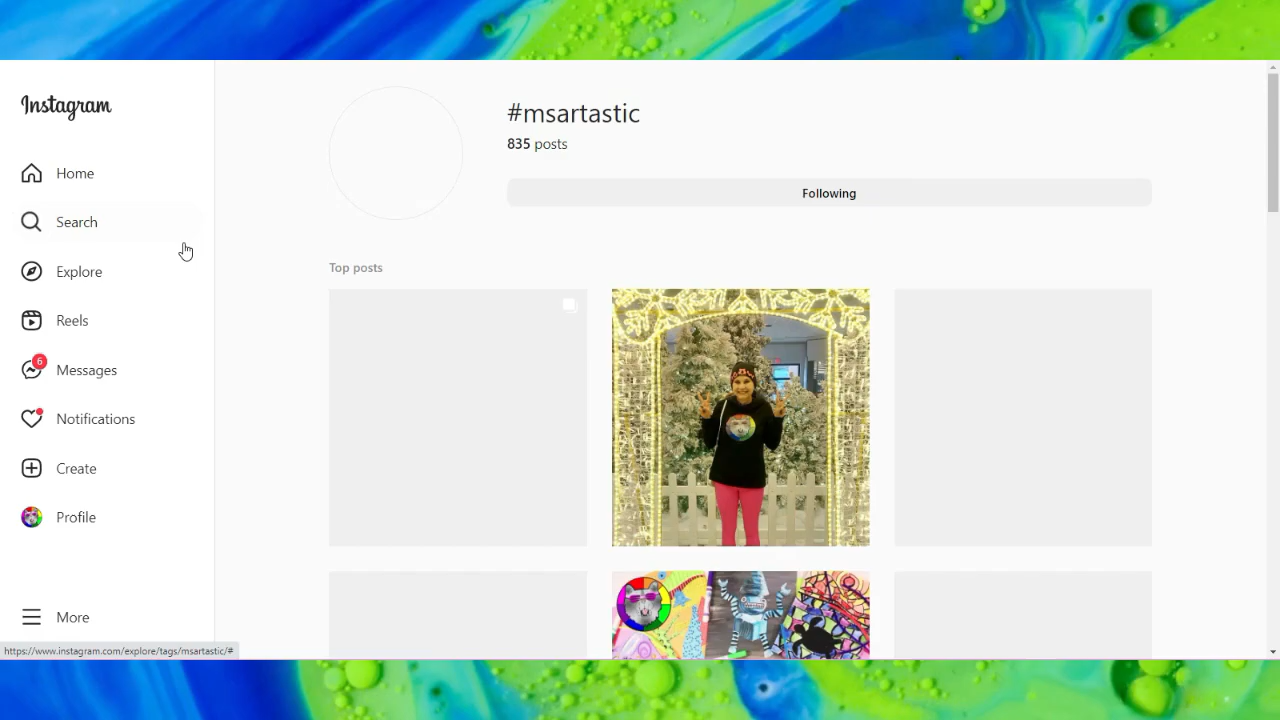 Instagram
Home
Search
Explore
Reels
6
Messages
Notifications
Create
Profile
More
https://www.instagram.com/explore/tags/msartastic/#
#msartastic
835 posts
Following
Top posts